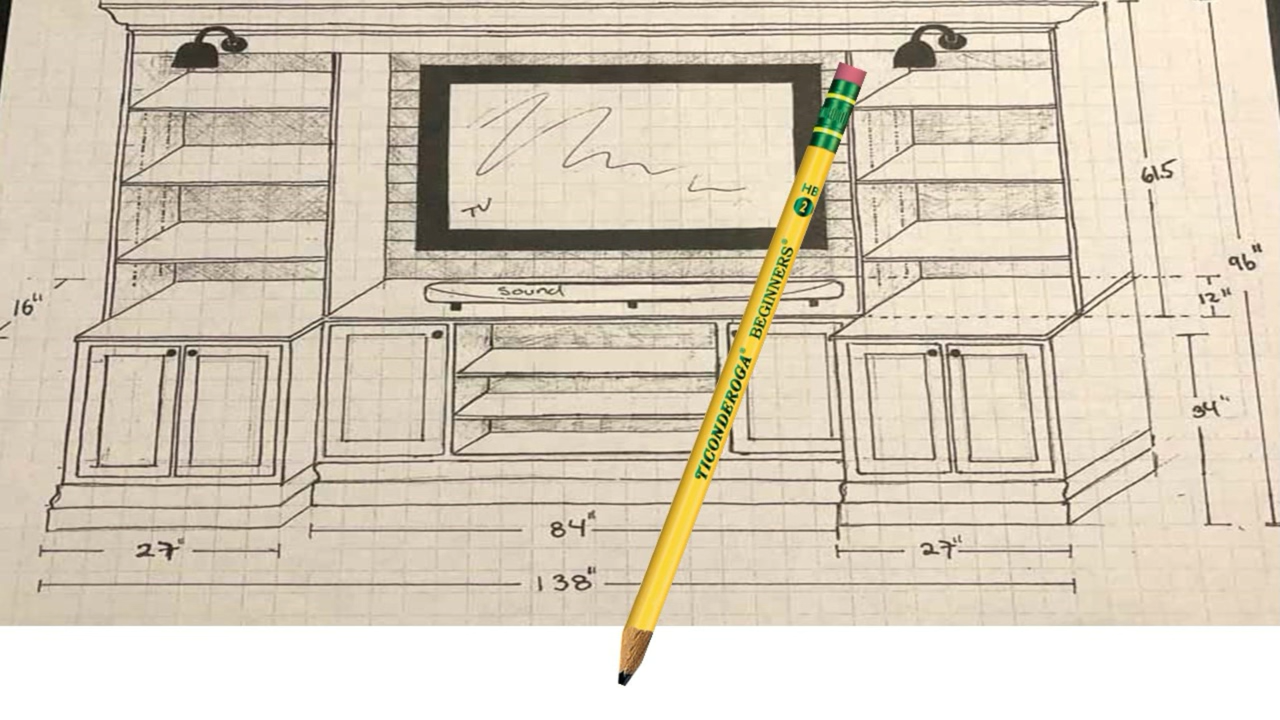 TV
Sound
16"
61.5
96"
12"
34"
84"
27"
27"
138"
HB
2
TICONDEROGA® BEGINNERS®